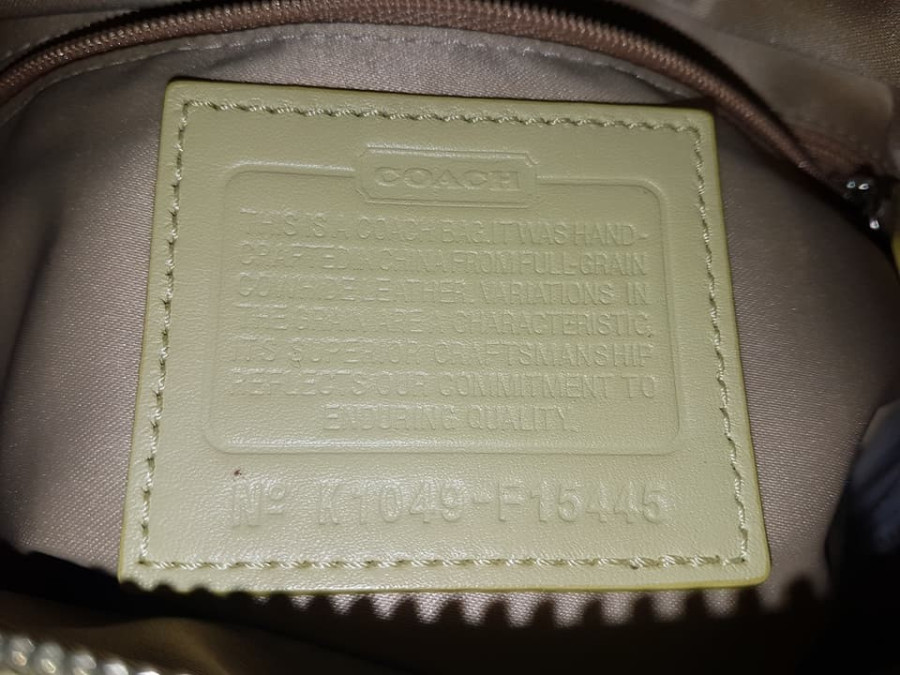 COACH
THIS IS A COACH BAG. IT WAS HAND-
CRAFTED IN CHINA FROM FULL-GRAIN
COWHIDE LEATHER. VARIATIONS IN
THE GRAIN ARE A CHARACTERISTIC.
ITS SUPERIOR CRAFTSMANSHIP
REFLECTS OUR COMMITMENT TO
ENDURING QUALITY.
Nº K1049-F15445